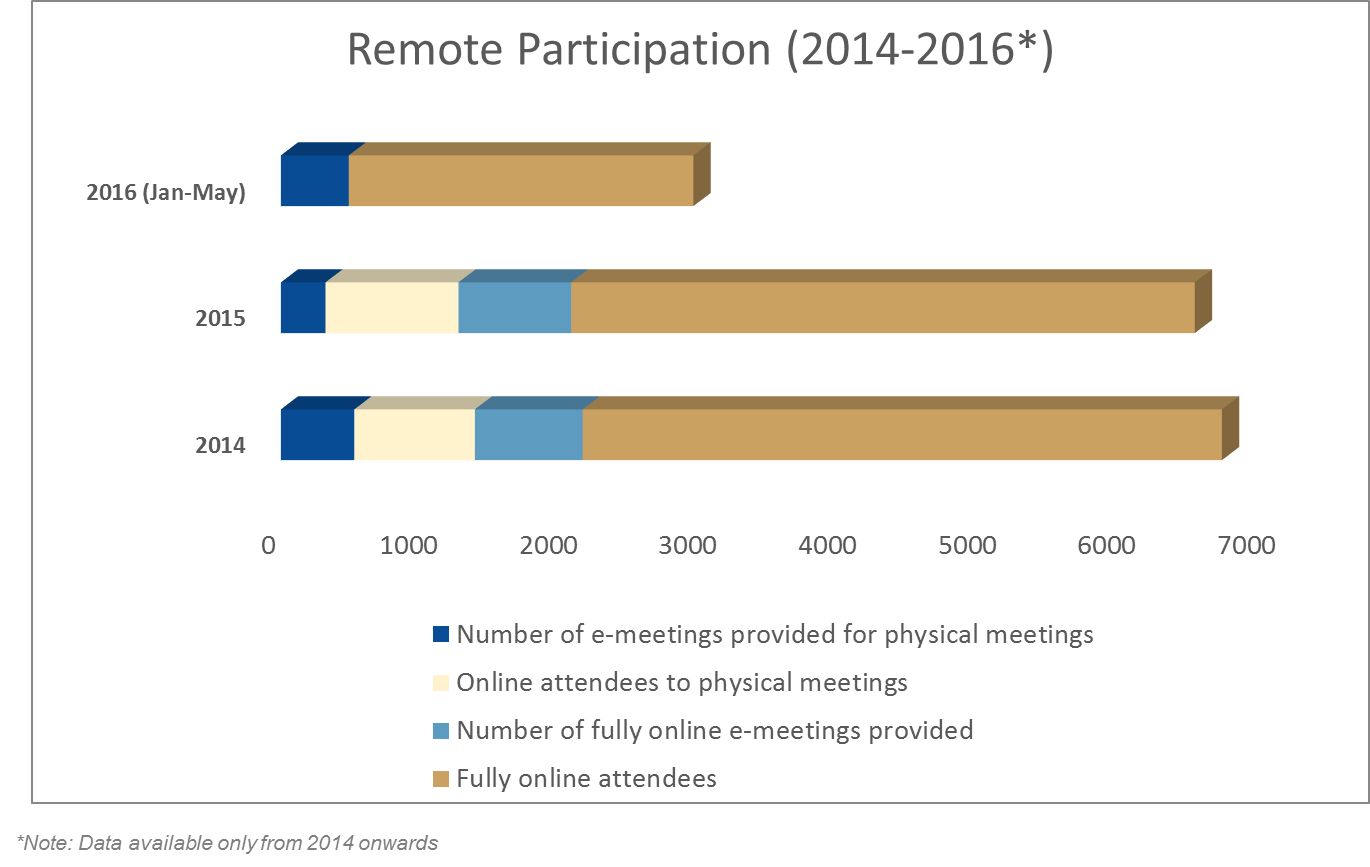 Remote Participation (2014-2016*)
2016 (Jan-May)
2015
2014
0 1000 2000 3000 4000 5000 6000 7000
Number of e-meetings provided for physical meetings
Online attendees to physical meetings
Number of fully online e-meetings provided
Fully online attendees
*Note: Data available only from 2014 onwards